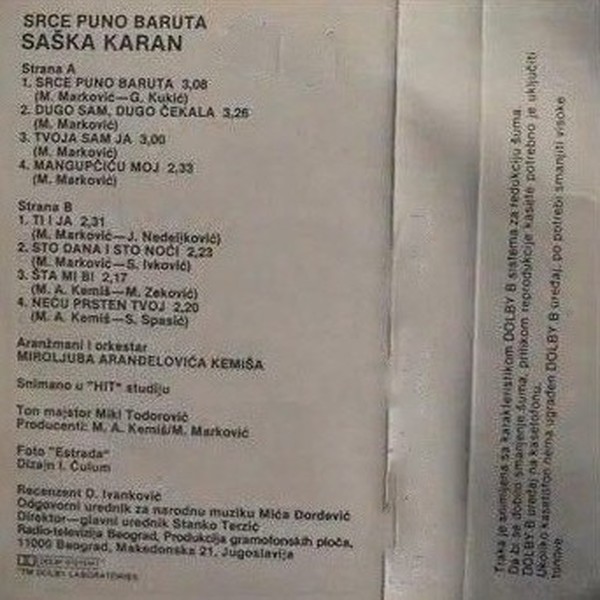 SRCE PUNO BARUTA
SAŠKA KARAN
Strana A
1. SRCE PUNO BARUTA 3,08
(M. Marković—G. Kukić)
2. DUGO SAM, DUGO ČEKALA 3,26
(M. Marković)
3. TVOJA SAM JA 3,00
(M. Marković)
4. MANGUPČIĆU MOJ 2,33
(M. Marković)
Strana B
1. TI I JA 2,31
(M. Marković—J. Nedeljković)
2. STO DANA I STO NOĆI 2,23
(M. Marković—S. Ivković)
3. ŠTA MI BI 2,17
(M. A. Kemiš—M. Zeković)
4. NEĆU PRSTEN TVOJ 2,20
(M. A. Kemiš—S. Spasić)
Aranžmani i orkestar
MIROLJUBA ARANĐELOVIĆA KEMIŠA
Snimano u "HIT" studiju
Ton majstor Miki Todorović
Producenti: M. A. Kemiš/M. Marković
Foto "Estrada"
Dizajn I. Ćulum
Recenzent D. Ivanković
Odgovorni urednik za narodnu muziku Mića Đorđević
Direktor—glavni urednik Stanko Terzić
Radio-televizija Beograd, Produkcija gramofonskih ploča,
11000 Beograd, Makedonska 21, Jugoslavija
DOLBY SYSTEM
"TM DOLBY LABORATORIES
Traka je snimljena sa karakteristikom DOLBY B sistema za redukciju šuma.
Da bi se dobilo smanjenje šuma, prilikom reprodukcije kasete potrebno je uključiti
DOLBY B uređaj na kasetofonu.
Ukoliko kasetofon nema ugrađen DOLBY B uređaj, po potrebi smanjiti visoke
tonove.